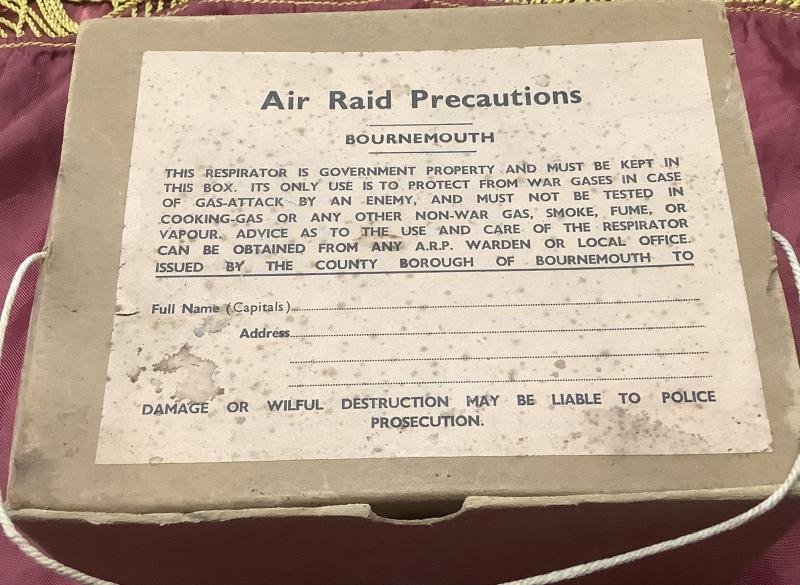 Air Raid Precautions
BOURNEMOUTH
THIS RESPIRATOR IS GOVERNMENT PROPERTY AND MUST BE KEPT IN
THIS BOX. ITS ONLY USE IS TO PROTECT FROM WAR GASES IN CASE
OF GAS-ATTACK BY AN ENEMY, AND MUST NOT BE TESTED IN
COOKING-GAS OR ANY OTHER NON-WAR GAS, SMOKE, FUME, OR
VAPOUR. ADVICE AS TO THE USE AND CARE OF THE RESPIRATOR
CAN BE OBTAINED FROM ANY A.R.P. WARDEN OR LOCAL OFFICE.
ISSUED BY THE COUNTY BOROUGH OF BOURNEMOUTH TO
Full Name (Capitals)
Address
DAMAGE OR WILFUL DESTRUCTION MAY BE LIABLE TO POLICE
PROSECUTION.